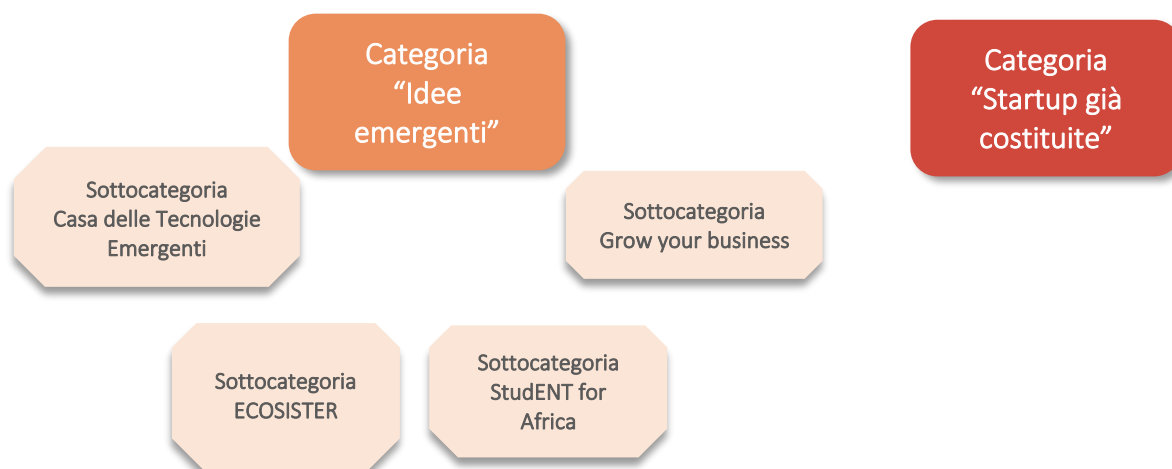 Categoria
“Idee
emergenti”
Categoria
“Startup già
costituite”
Sottocategoria
Casa delle Tecnologie
Emergenti
Sottocategoria
Grow your business
Sottocategoria
ECOSISTER
Sottocategoria
StudENT for
Africa